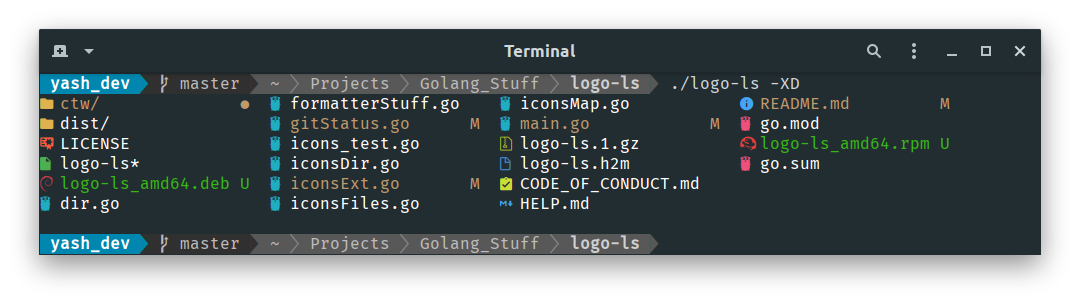 Terminal
yash_dev master ~ Projects Golang_Stuff logo-ls ./logo-ls -XD
ctw/ ● formatterStuff.go iconsMap.go README.md M
dist/ gitStatus.go M main.go M go.mod
LICENSE icons_test.go logo-ls.1.gz logo-ls_amd64.rpm U
logo-ls* iconsDir.go logo-ls.h2m go.sum
logo-ls_amd64.deb U iconsExt.go M CODE_OF_CONDUCT.md
dir.go iconsFiles.go HELP.md
yash_dev master ~ Projects Golang_Stuff logo-ls